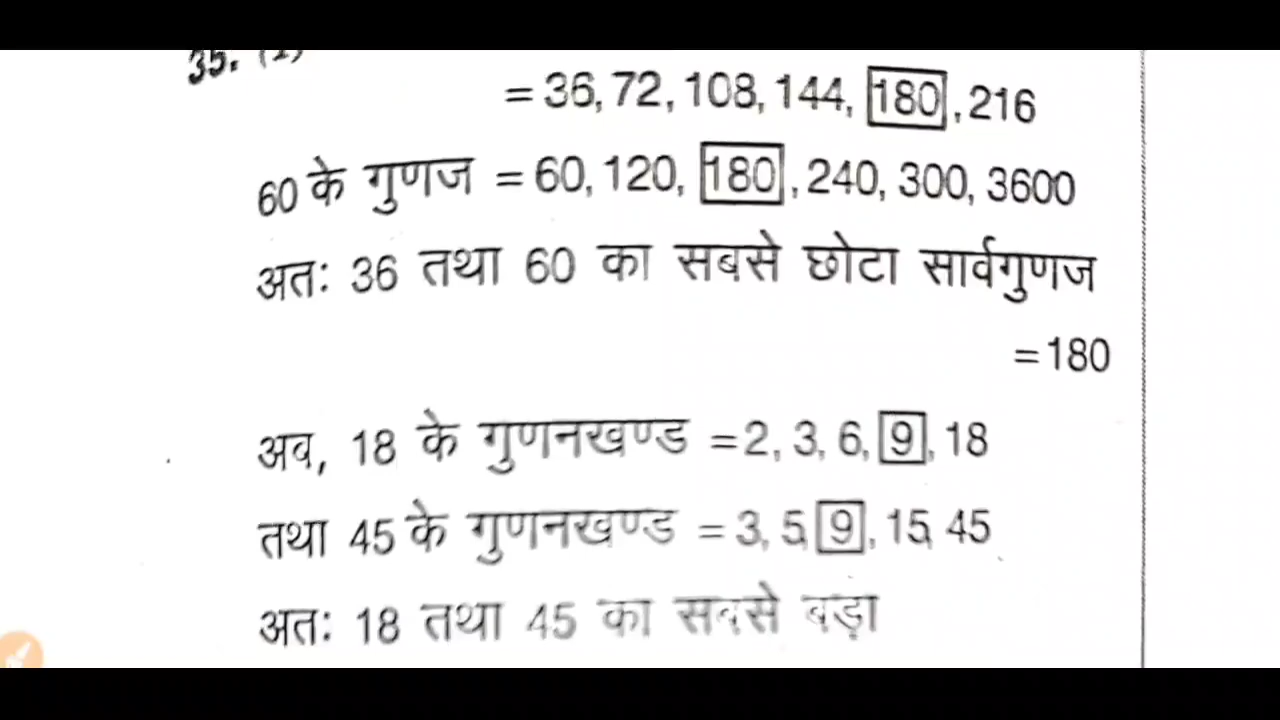 35. (1)
= 36, 72, 108, 144, 180, 216
60 के गुणज = 60, 120, 180, 240, 300, 3600
अतः 36 तथा 60 का सबसे छोटा सार्वगुणज
= 180
अब, 18 के गुणनखण्ड = 2, 3, 6, 9, 18
तथा 45 के गुणनखण्ड = 3, 5, 9, 15, 45
अतः 18 तथा 45 का सबसे बड़ा